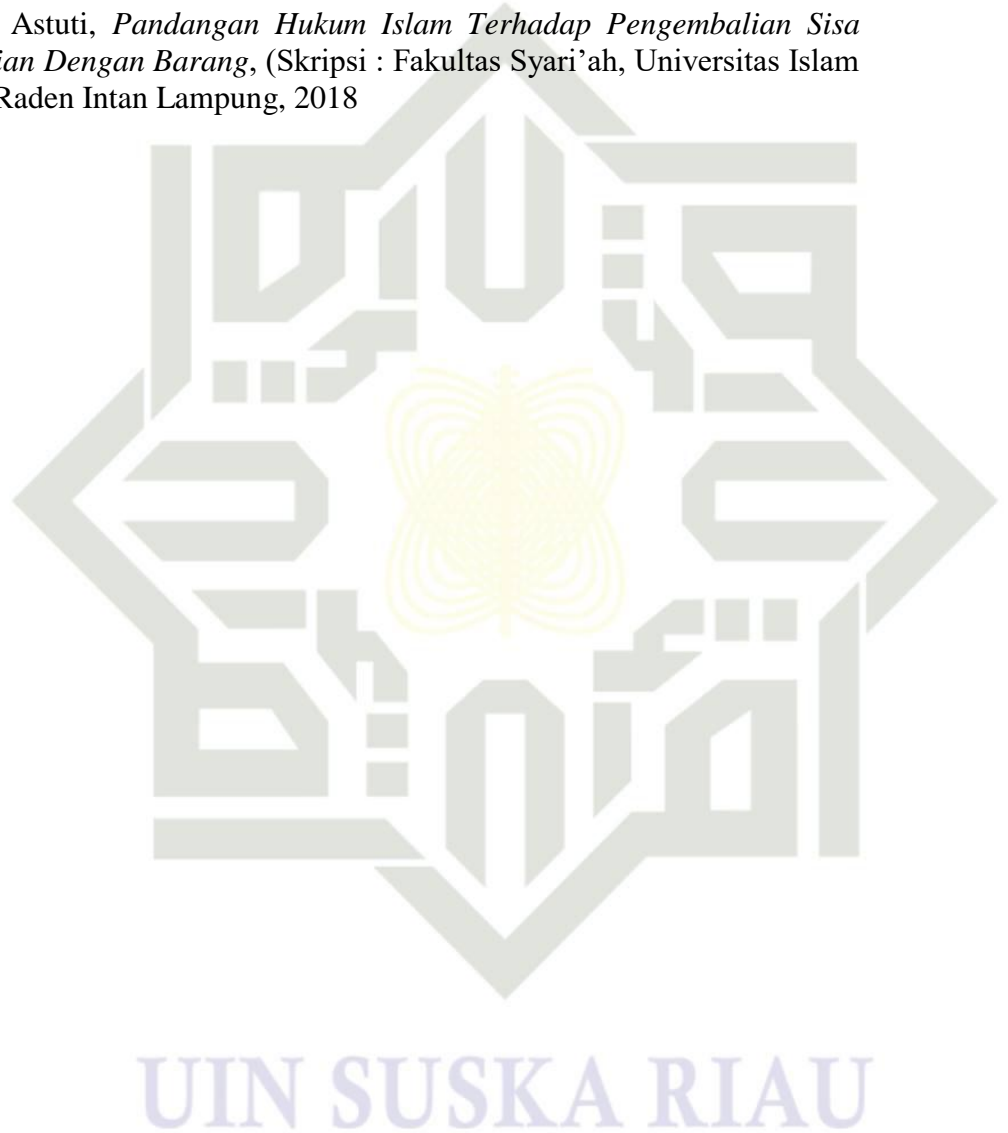 Astuti, Pandangan Hukum Islam Terhadap Pengembalian Sisa
ian Dengan Barang, (Skripsi : Fakultas Syari’ah, Universitas Islam
Raden Intan Lampung, 2018
UIN SUSKA RIAU